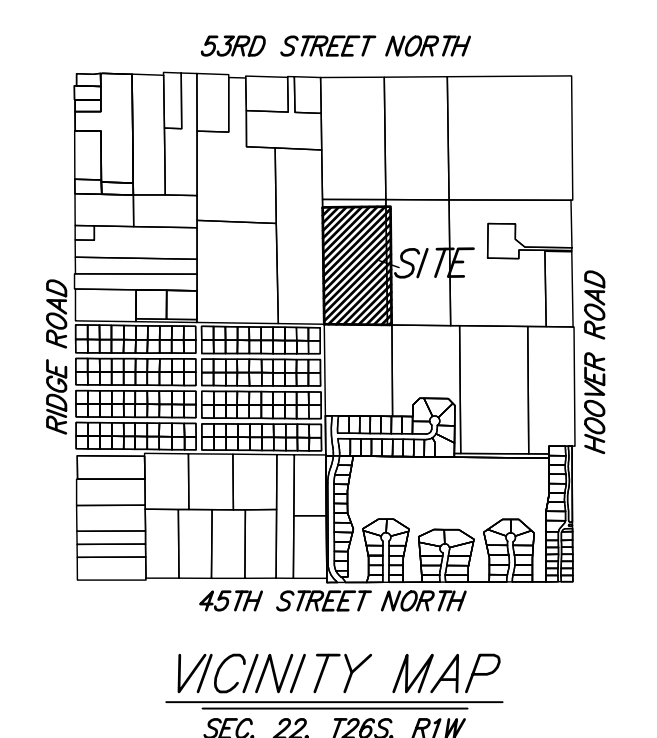 53RD STREET NORTH
SITE
RIDGE ROAD
HOOVER ROAD
45TH STREET NORTH
VICINITY MAP
SEC. 22, T26S, R1W